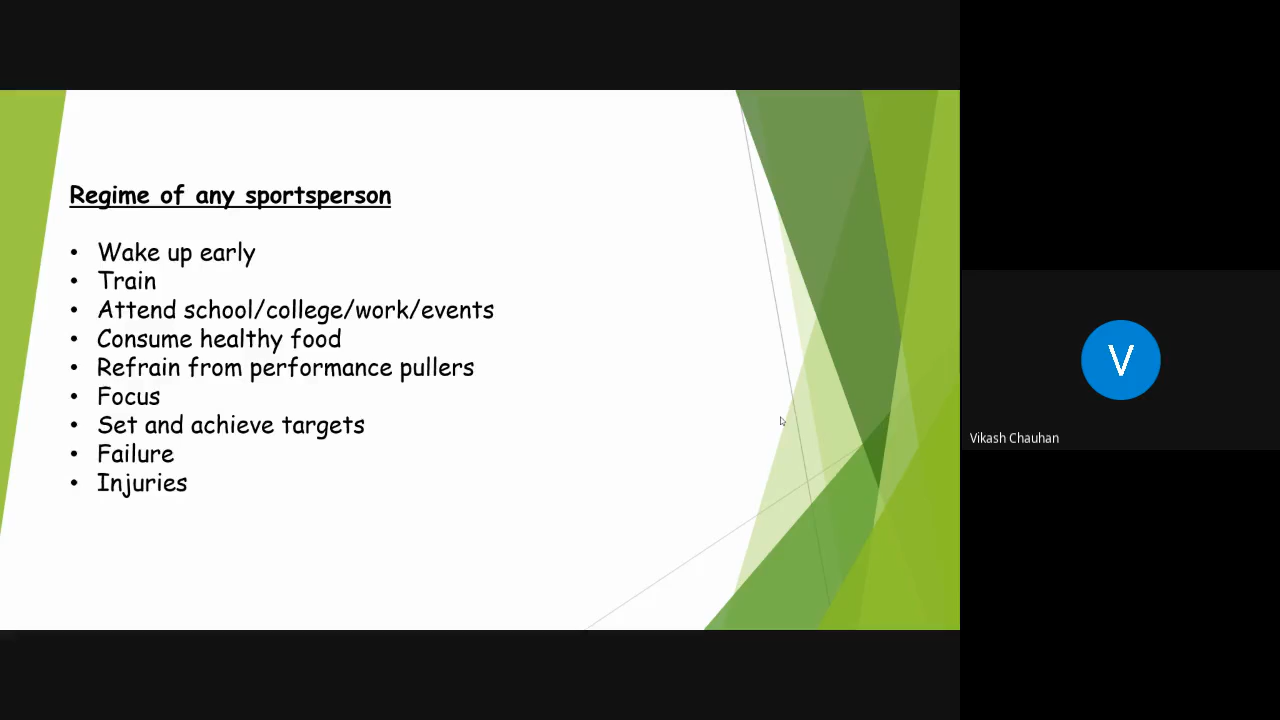 Regime of any sportsperson
• Wake up early
• Train
• Attend school/college/work/events
• Consume healthy food
• Refrain from performance pullers
• Focus
• Set and achieve targets
• Failure
• Injuries
V
Vikash Chauhan